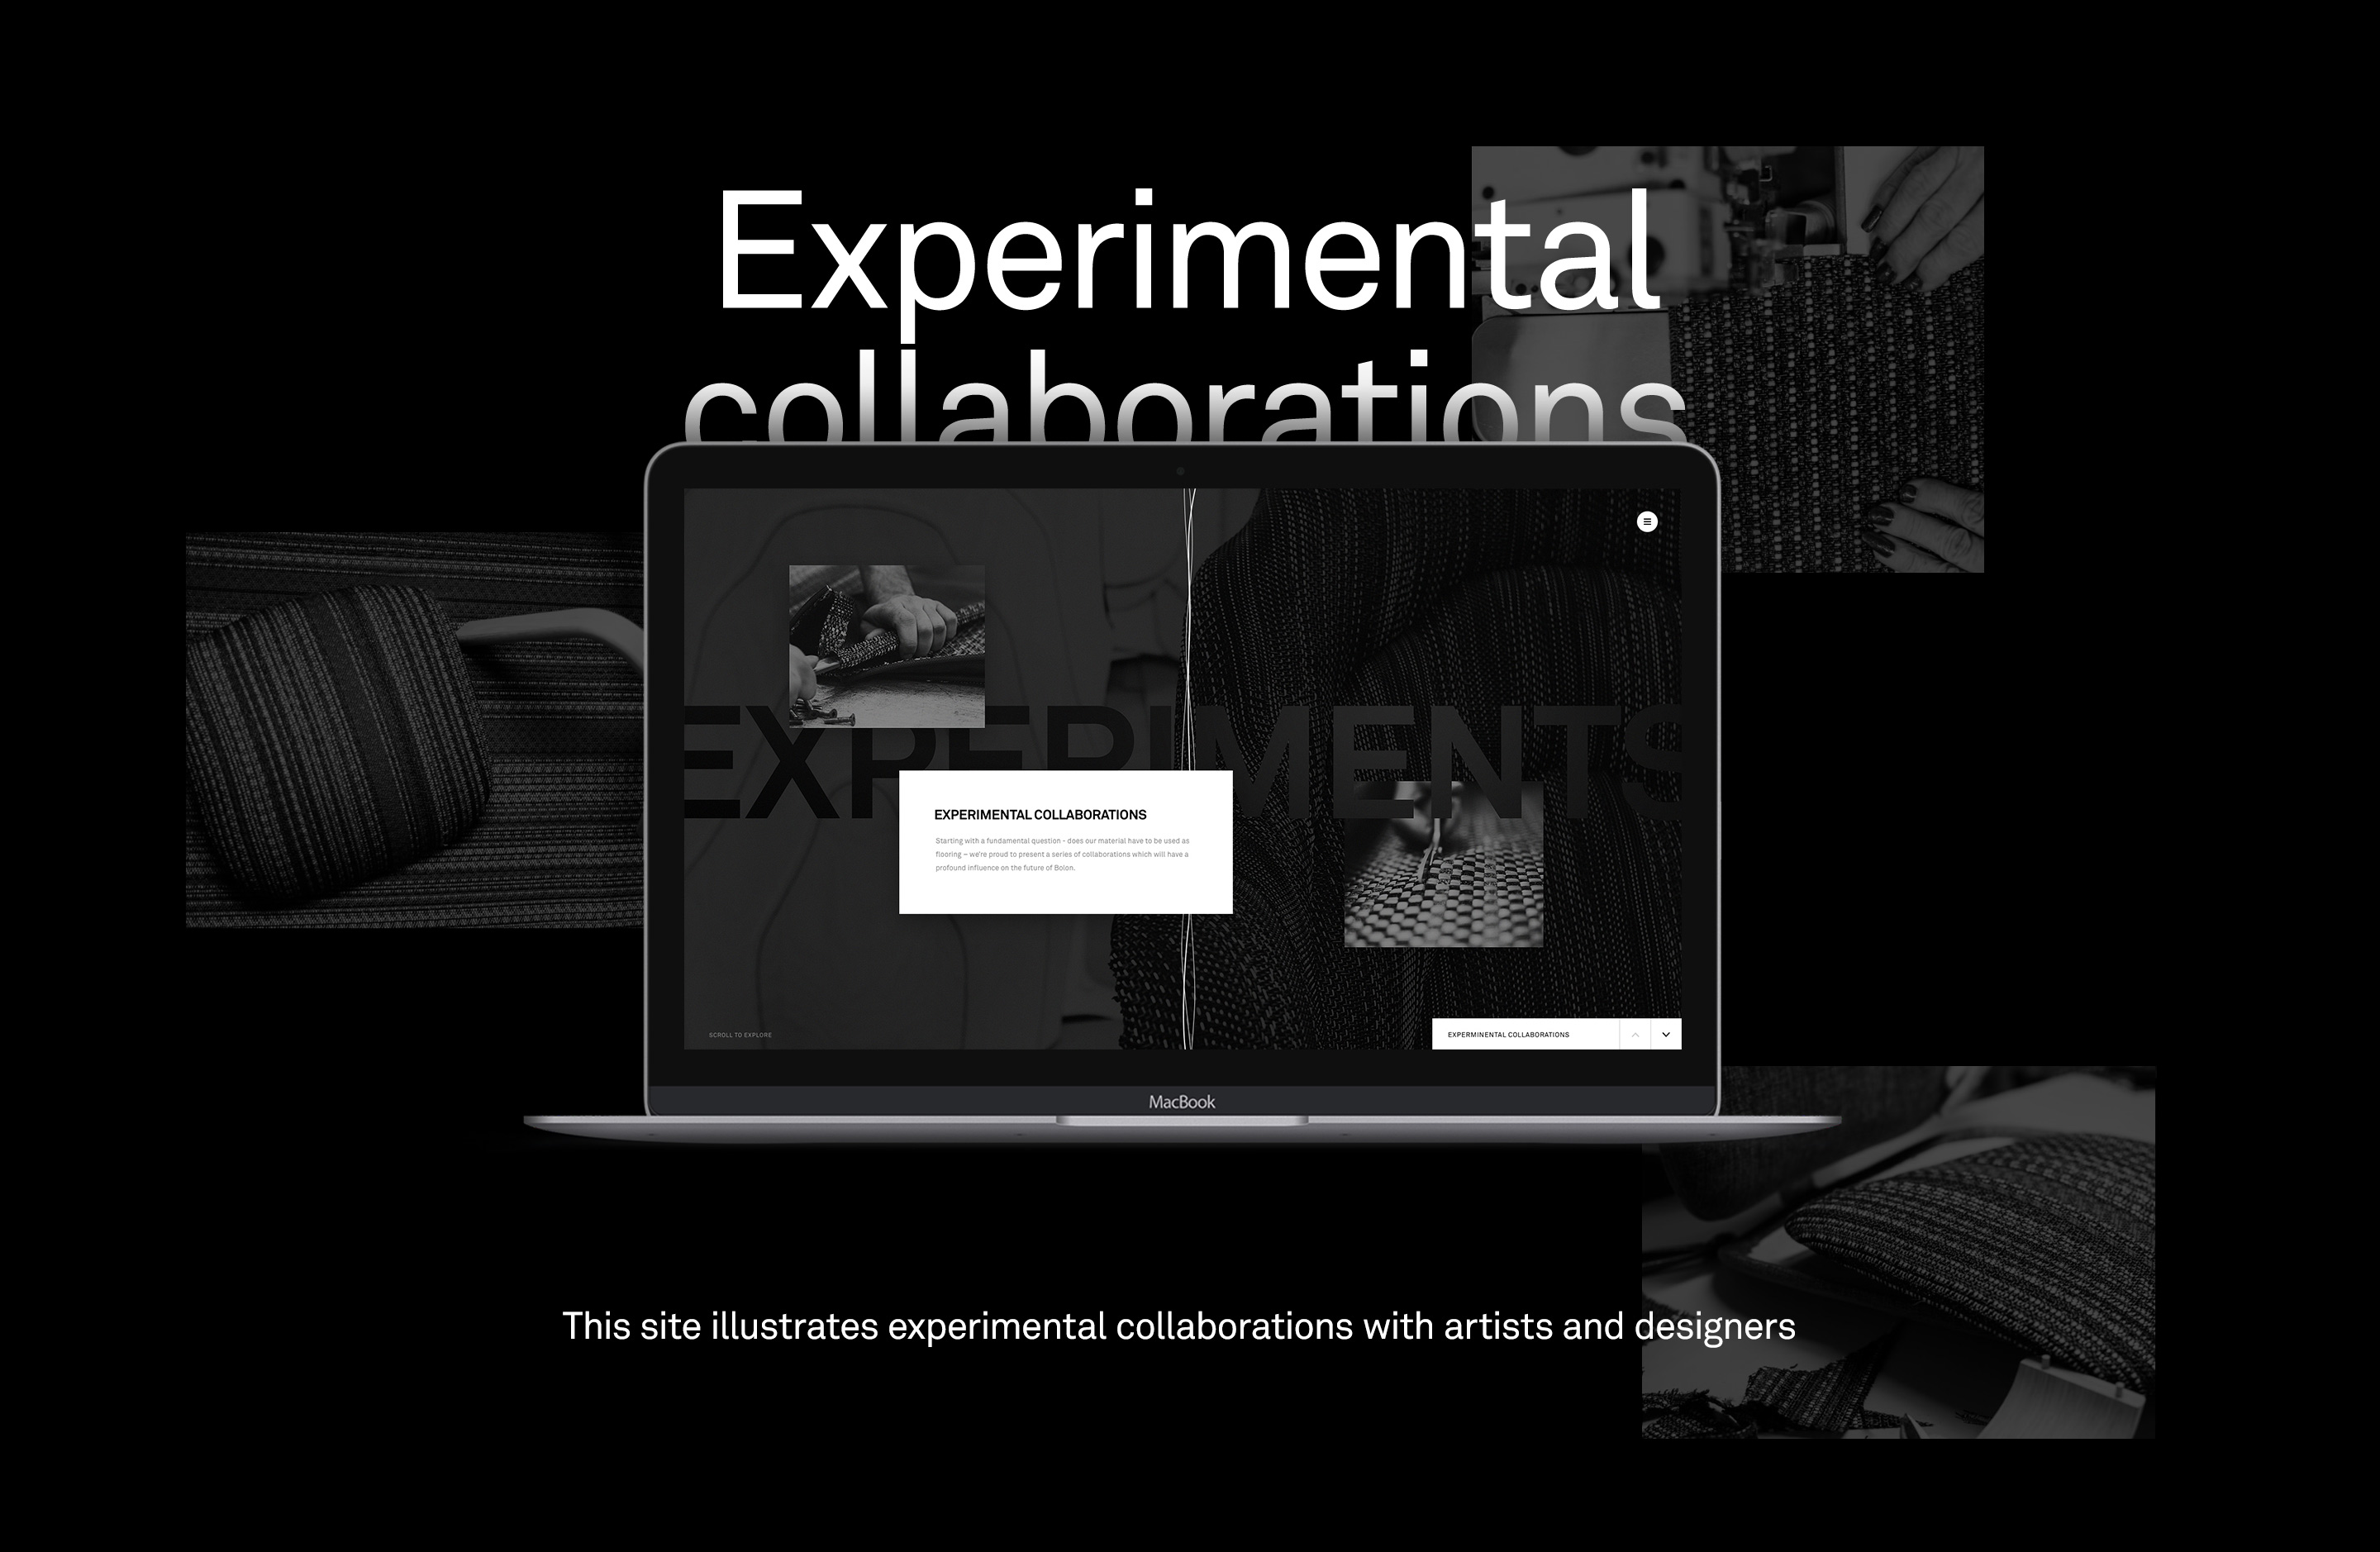 Experimental
collaborations
EXPERIMENTS
EXPERIMENTAL COLLABORATIONS
Starting with a fundamental question - does our material have to be used as
flooring – we're proud to present a series of collaborations which will have a
profound influence on the future of Bolon.
SCROLL TO EXPLORE
EXPERMINENTAL COLLABORATIONS
MacBook
This site illustrates experimental collaborations with artists and designers